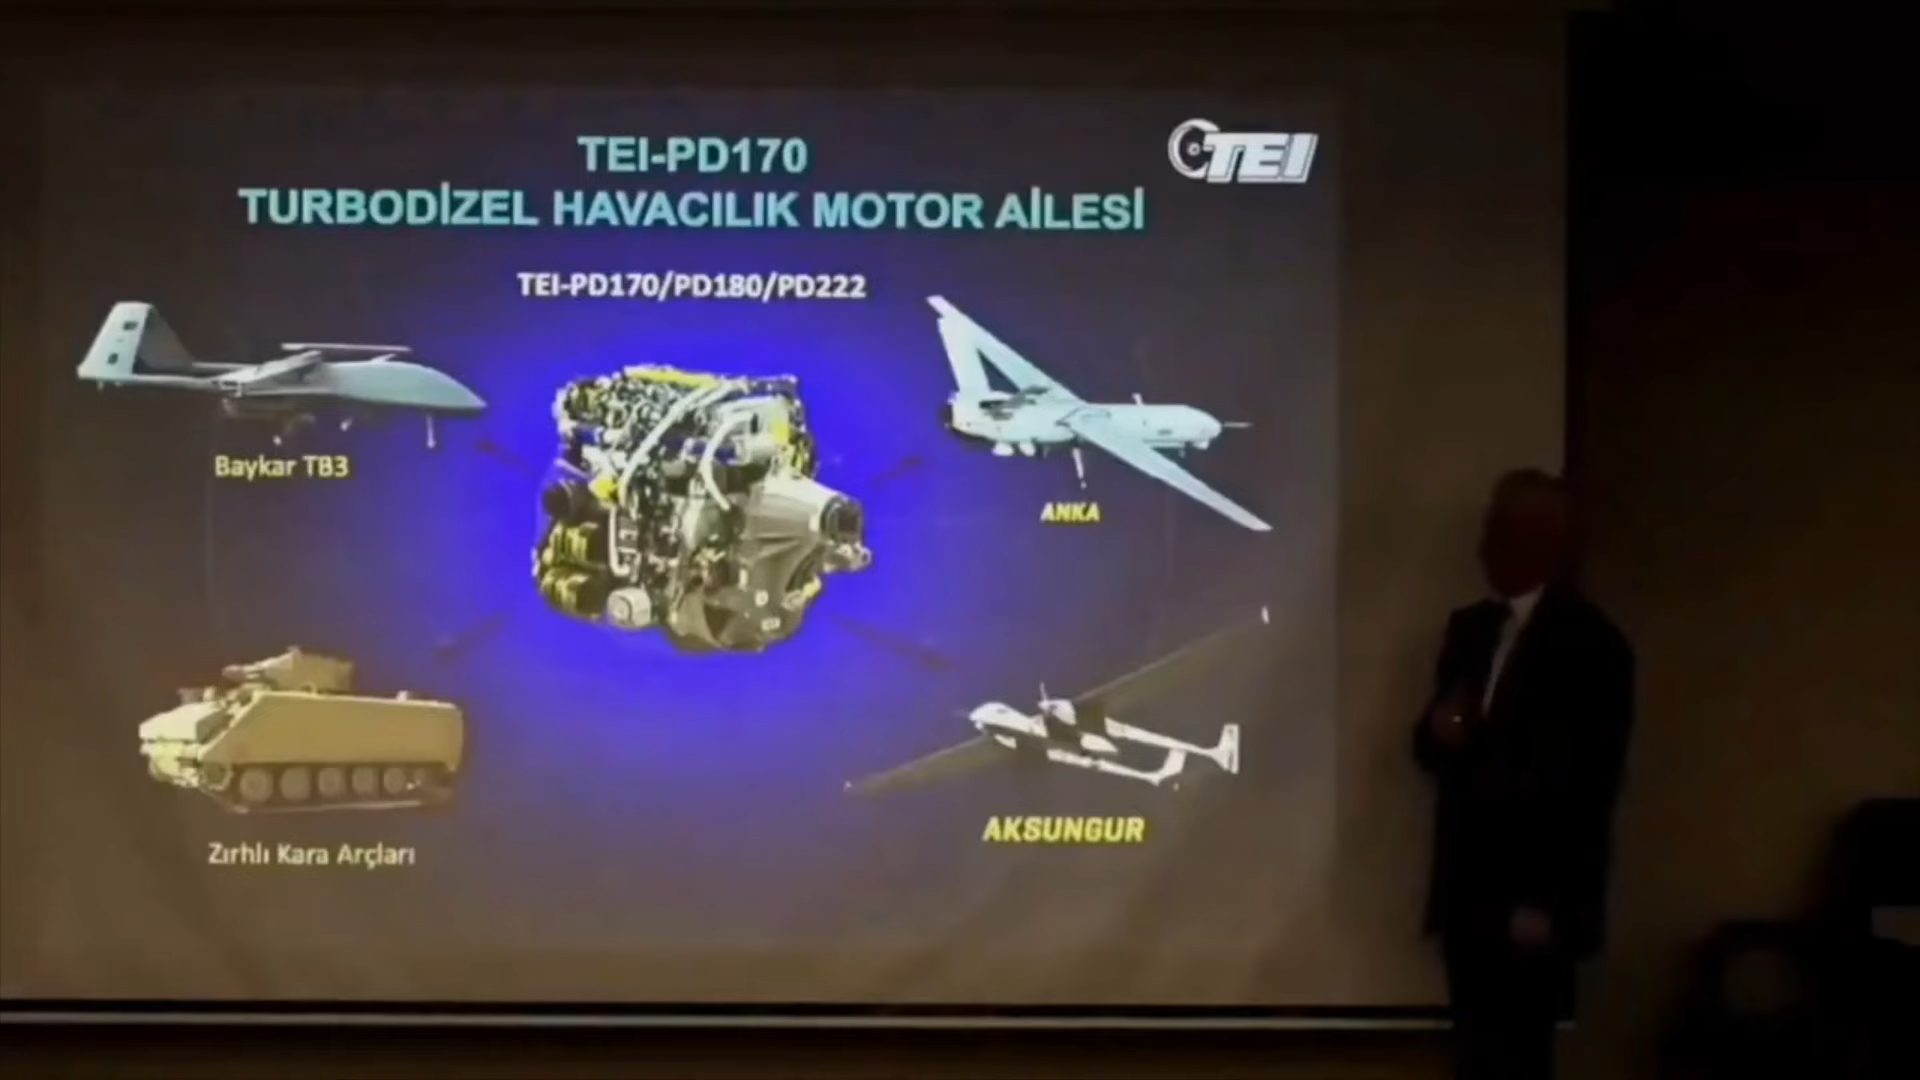 TEI
TEI-PD170
TURBODİZEL HAVACILIK MOTOR AİLESİ
TEI-PD170/PD180/PD222
Baykar TB3
ANKA
Zırhlı Kara Arçları
AKSUNGUR